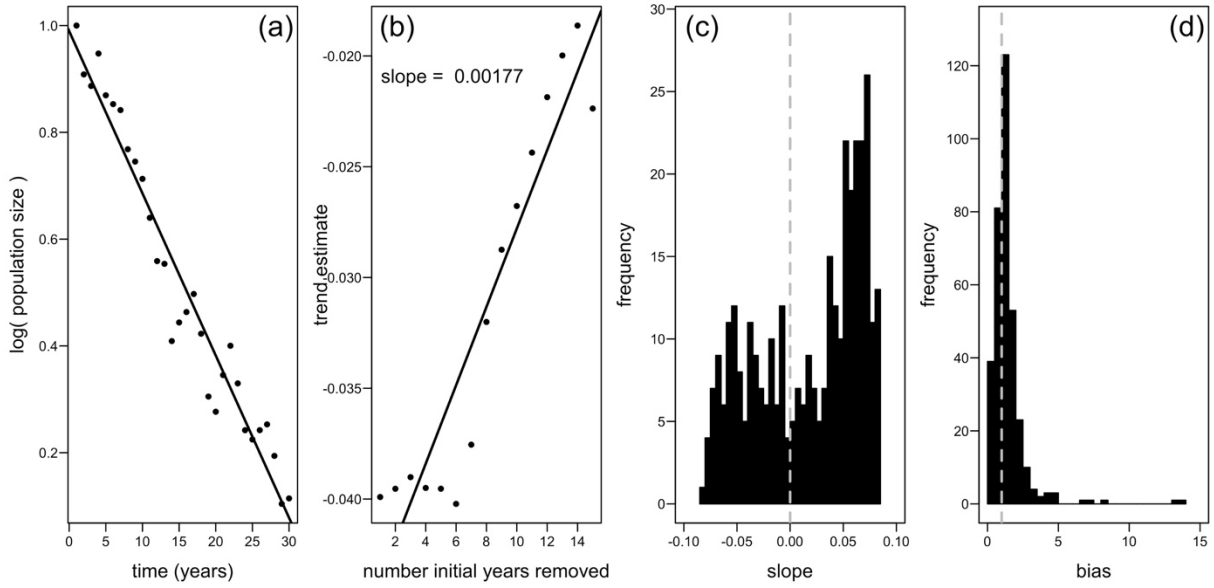 (a)
log( population size )
1.0
0.8
0.6
0.4
0.2
0 5 10 15 20 25 30
time (years)
(b)
slope = 0.00177
trend.estimate
-0.020
-0.025
-0.030
-0.035
-0.040
2 4 6 8 10 12 14
number initial years removed
(c)
frequency
30
25
20
15
10
5
0
-0.10 -0.05 0.00 0.05 0.10
slope
(d)
frequency
120
100
80
60
40
20
0
0 5 10 15
bias